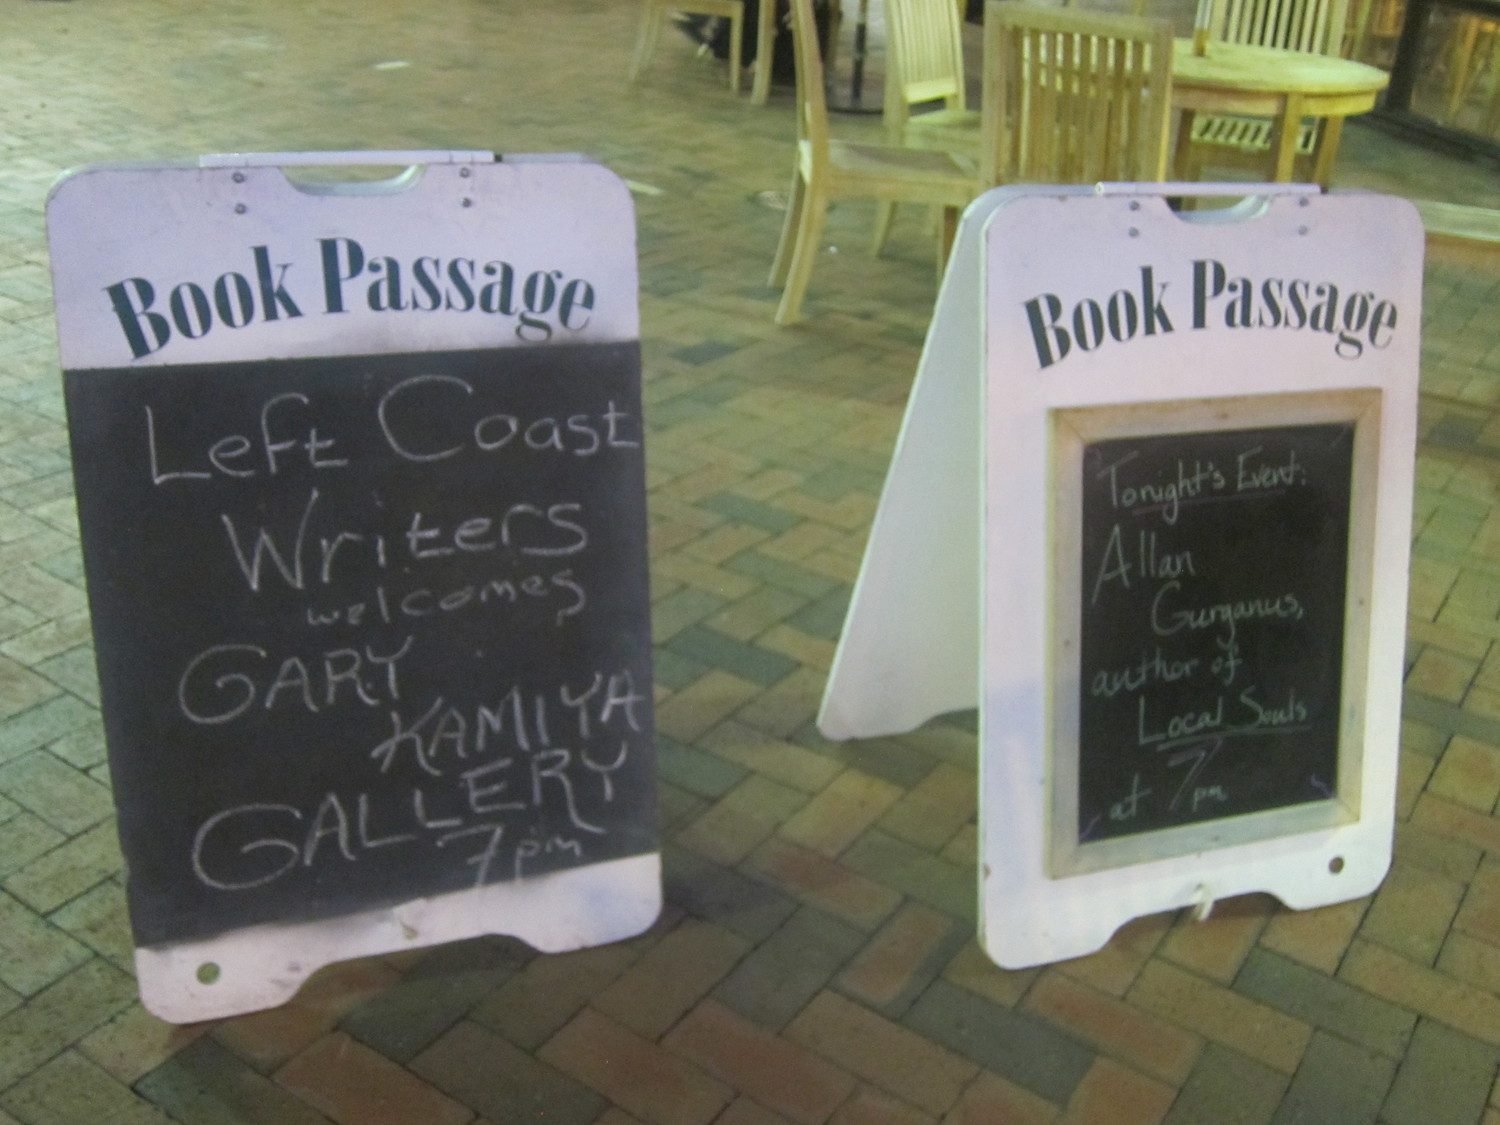 Book Passage
Left Coast
Writers
welcomes
GARY
KAMIYA
GALLERY
7pm
Book Passage
Tonight's Event:
Allan
Gurganus,
author of
Local Souls
at 7pm